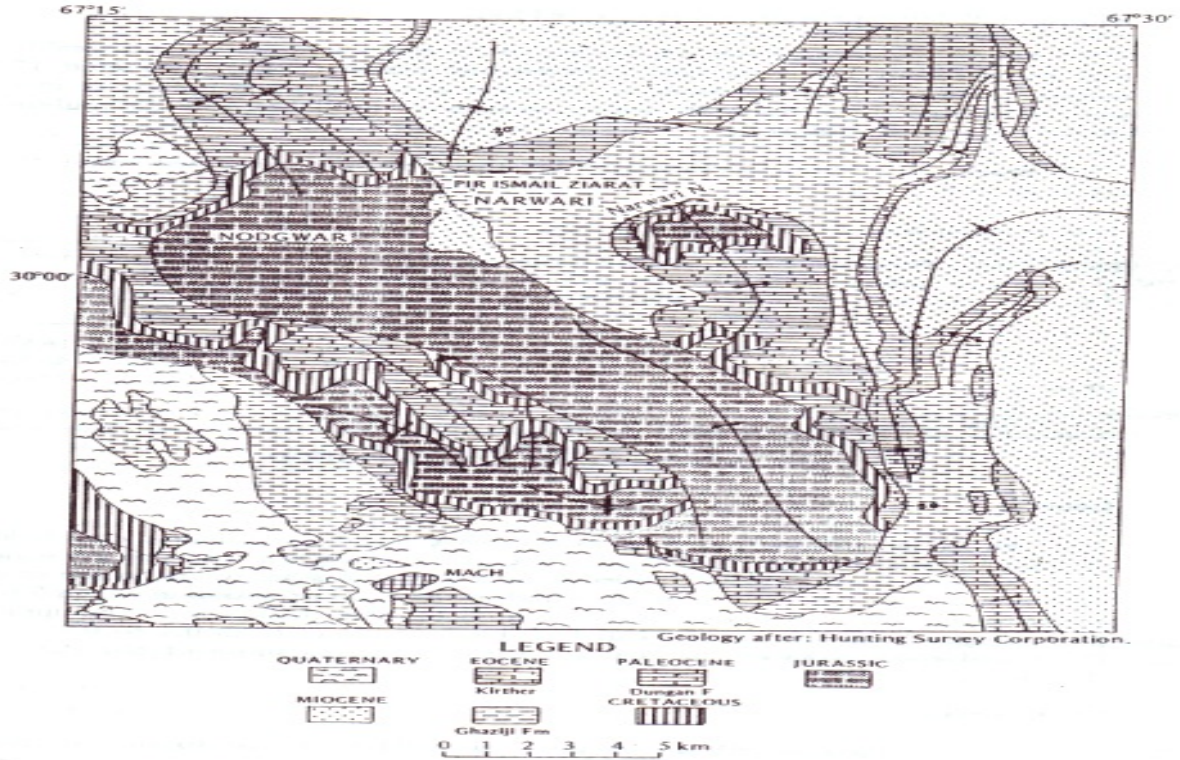 67°15′
67°30′
PIR ISMAIL ZIARAT
NARWARI
Narwari N.
NODGWAR
30°00′
MACH
Geology after: Hunting Survey Corporation.
LEGEND
QUATERNARY EOCENE PALEOCENE JURASSIC
Kirther Dungan F
MIOCENE CRETACEOUS
Ghaziji Fm
0 1 2 3 4 5 km